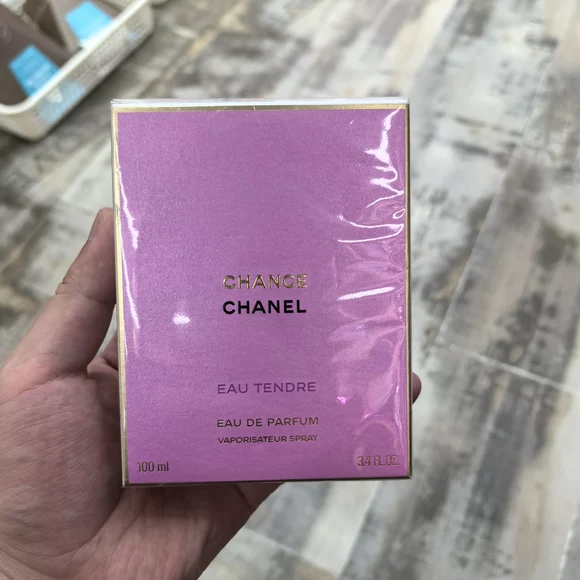 CHANCE
CHANEL
EAU TENDRE
EAU DE PARFUM
VAPORISATEUR SPRAY
100 ml 3.4 FL.OZ.